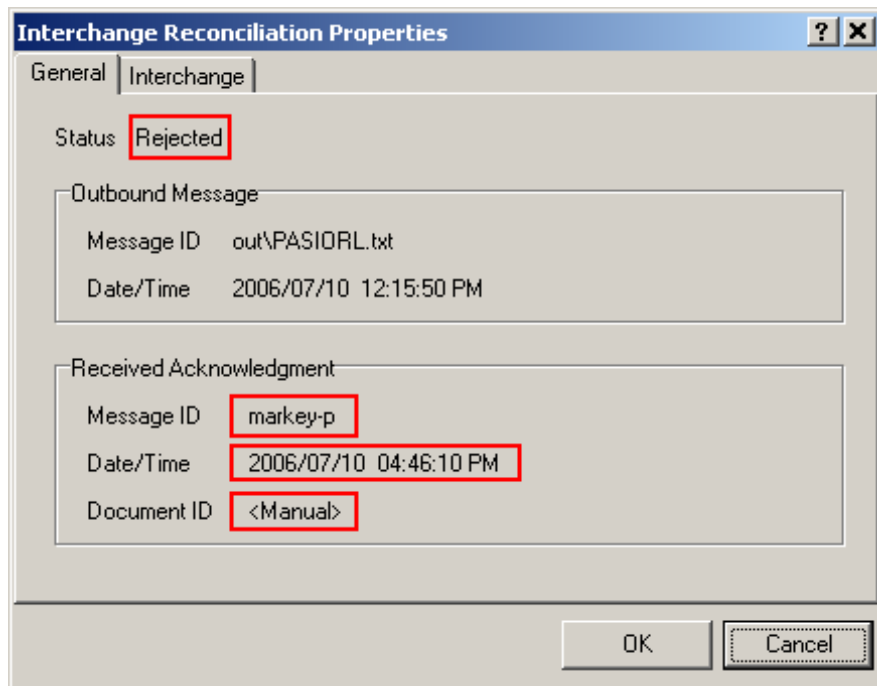 Interchange Reconciliation Properties ?
General Interchange
Status Rejected
Outbound Message
Message ID out\PASIORL.txt
Date/Time 2006/07/10 12:15:50 PM
Received Acknowledgment
Message ID markey-p
Date/Time 2006/07/10 04:46:10 PM
Document ID <Manual>
OK Cancel